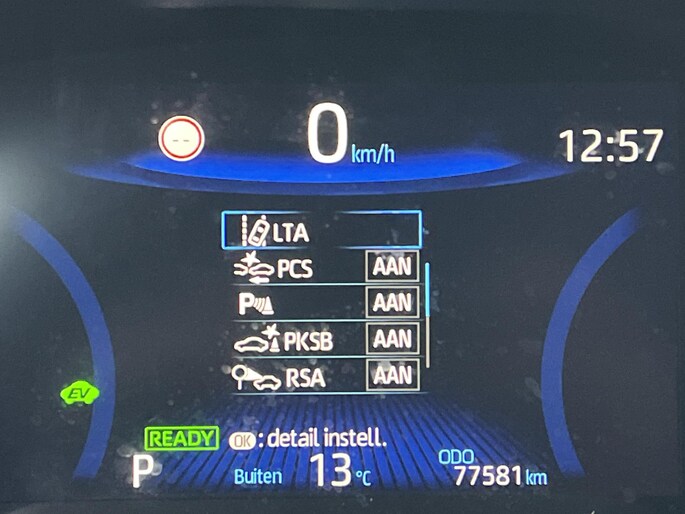 -- 0 km/h 12:57
LTA
PCS AAN
P AAN
PKSB AAN
RSA AAN
EV
READY OK : detail instell.
P Buiten 13 °C ODO 77581 km